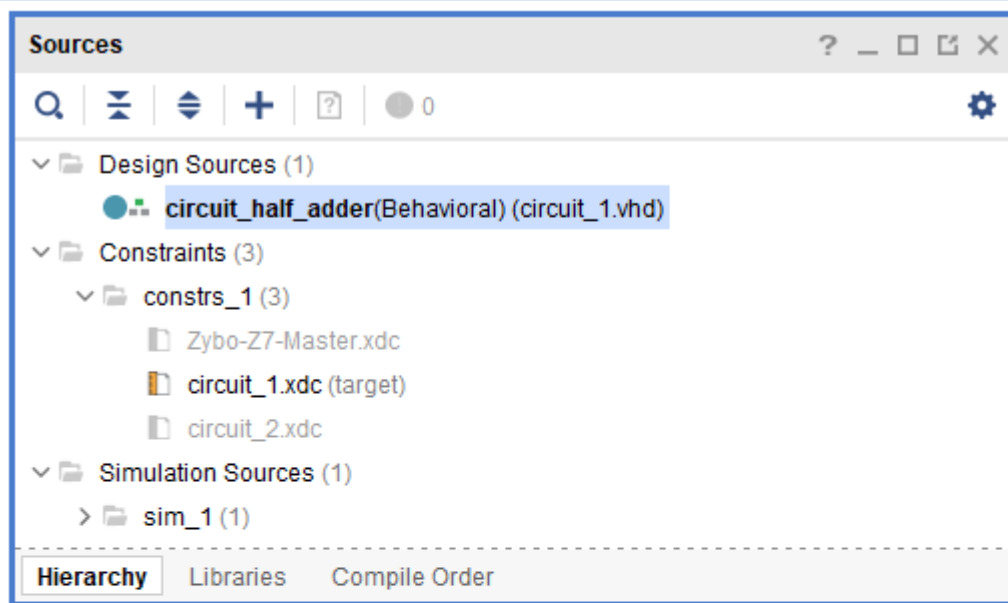 Sources
0
Design Sources (1)
circuit_half_adder(Behavioral) (circuit_1.vhd)
Constraints (3)
constrs_1 (3)
Zybo-Z7-Master.xdc
circuit_1.xdc (target)
circuit_2.xdc
Simulation Sources (1)
sim_1 (1)
Hierarchy Libraries Compile Order